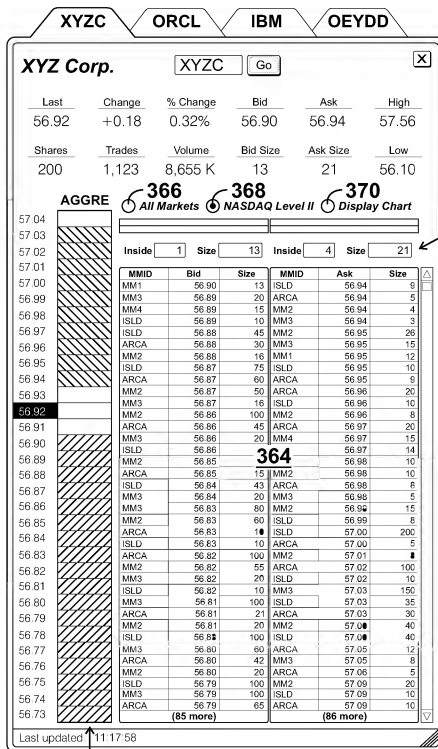 XYZC ORCL IBM OEYDD
XYZ Corp. XYZC Go X
Last Change % Change Bid Ask High
56.92 +0.18 0.32% 56.90 56.94 57.56
Shares Trades Volume Bid Size Ask Size Low
200 1,123 8,655 K 13 21 56.10
366 368 370
AGGRE All Markets NASDAQ Level II Display Chart
57.04
57.03
57.02
57.01
57.00
56.99
56.98
56.97
56.96
56.95
56.94
56.93
56.92
56.91
56.90
56.89
56.88
56.87
56.86
56.85
56.84
56.83
56.82
56.81
56.80
56.79
56.78
56.77
56.76
56.75
56.74
56.73
Inside 1 Size 13 Inside 4 Size 21
MMID Bid Size MMID Ask Size
MM1 56.90 13 ISLD 56.94 9
MM3 56.89 20 ARCA 56.94 5
MM4 56.89 15 MM2 56.94 4
ISLD 56.89 10 MM3 56.94 3
ISLD 56.88 45 MM2 56.95 26
ARCA 56.88 30 MM3 56.95 15
MM2 56.88 16 MM1 56.95 12
ISLD 56.87 75 ISLD 56.95 10
ARCA 56.87 60 ARCA 56.95 9
MM2 56.87 50 ARCA 56.96 20
MM3 56.87 16 ISLD 56.96 10
MM2 56.86 100 MM2 56.96 8
ARCA 56.86 45 ARCA 56.97 20
MM3 56.86 20 MM4 56.97 15
ISLD 56.86 56.97 14
364
MM2 56.85 56.98 10
ARCA 56.85 15 MM2 56.98 10
ISLD 56.84 43 ARCA 56.98 8
MM3 56.84 20 MM3 56.98 5
MM3 56.83 80 MM2 15
MM2 56.83 60 ISLD 56.99 8
ARCA 56.83 ISLD 57.00 200
ISLD 56.83 10 ARCA 57.00 5
ARCA 56.82 100 MM2 57.01
MM2 56.82 55 ARCA 57.02 100
MM3 56.82 20 ISLD 57.02 10
ISLD 56.82 10 MM3 57.03 150
MM3 56.81 100 ISLD 57.03 35
ARCA 56.81 21 ARCA 57.03 30
MM2 56.81 20 MM2 40
ISLD 100 ISLD 40
MM3 56.80 60 ARCA 57.05 12
ARCA 56.80 42 MM3 57.05 8
MM2 56.80 20 ARCA 57.06 5
ISLD 56.79 100 MM2 57.09 20
MM3 56.79 100 ISLD 57.09 10
ARCA 56.79 65 ARCA 57.09 10
(85 more) (86 more)
Last updated 11:17:58